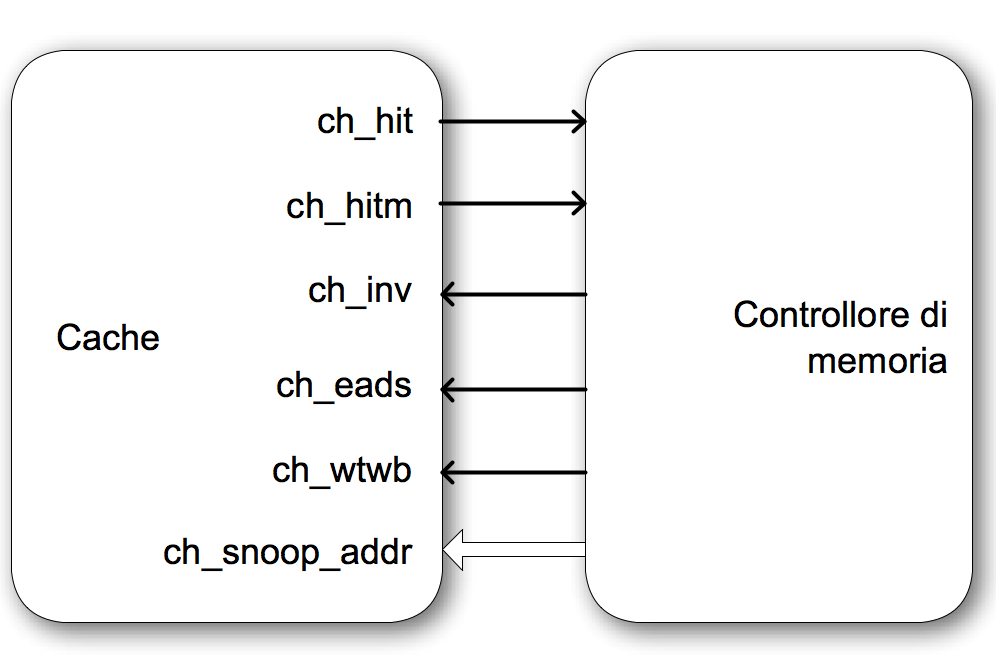 ch_hit
ch_hitm
ch_inv
Cache
ch_eads
ch_wtwb
ch_snoop_addr
Controllore di
memoria